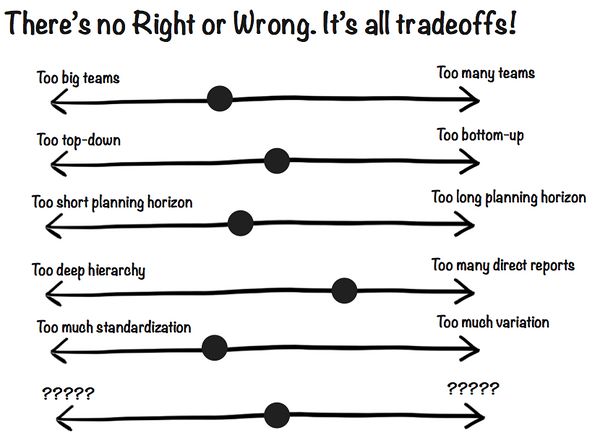 There's no Right or Wrong. It's all tradeoffs!
Too big teams
Too many teams
Too top-down
Too bottom-up
Too short planning horizon
Too long planning horizon
Too deep hierarchy
Too many direct reports
Too much standardization
Too much variation
?????
?????